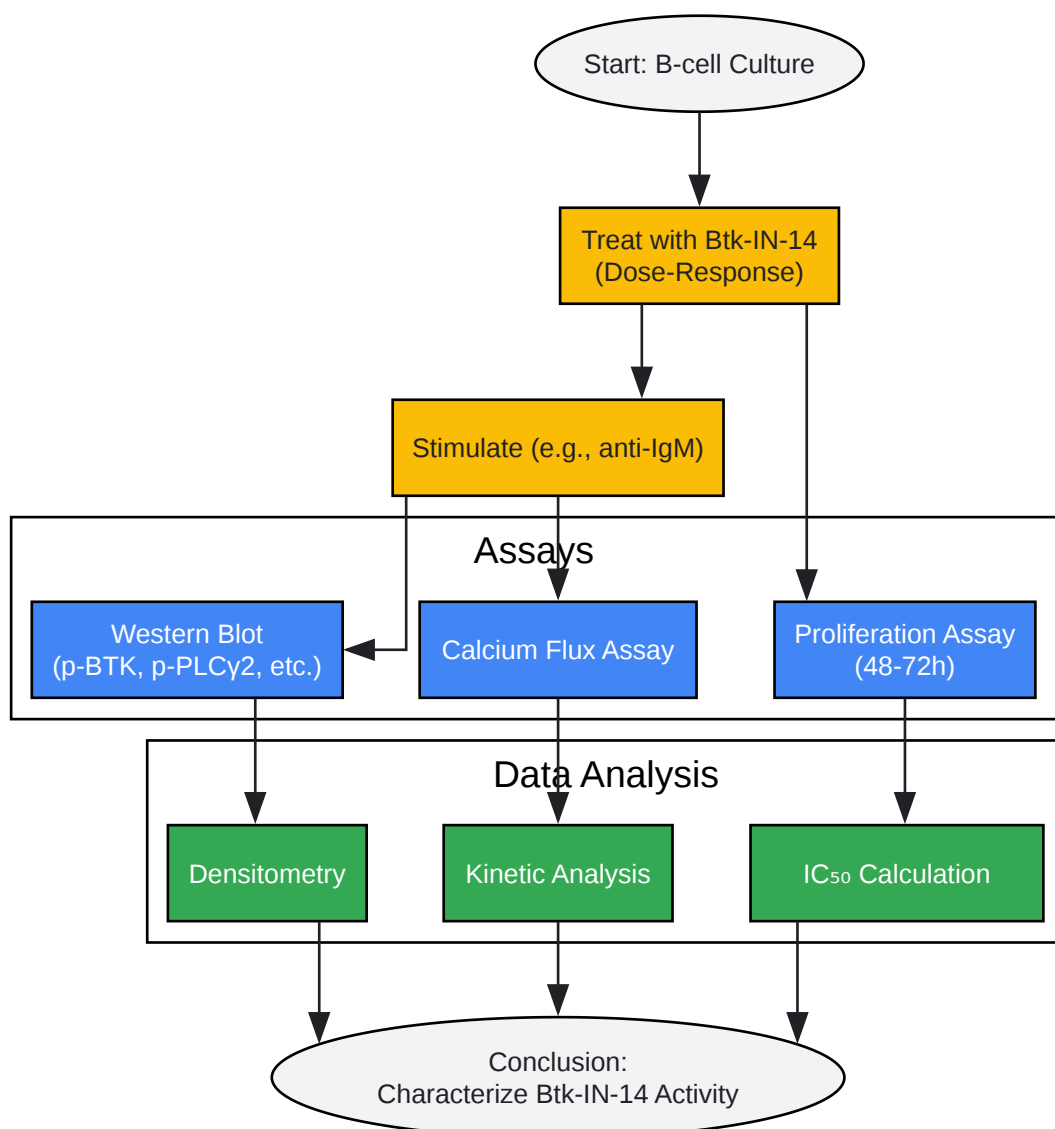 Start: B-cell Culture
Treat with Btk-IN-14
(Dose-Response)
Stimulate (e.g., anti-IgM)
Assays
Western Blot
(p-BTK, p-PLCγ2, etc.)
Calcium Flux Assay
Proliferation Assay
(48-72h)
Data Analysis
Densitometry
Kinetic Analysis
IC₅₀ Calculation
Conclusion:
Characterize Btk-IN-14 Activity